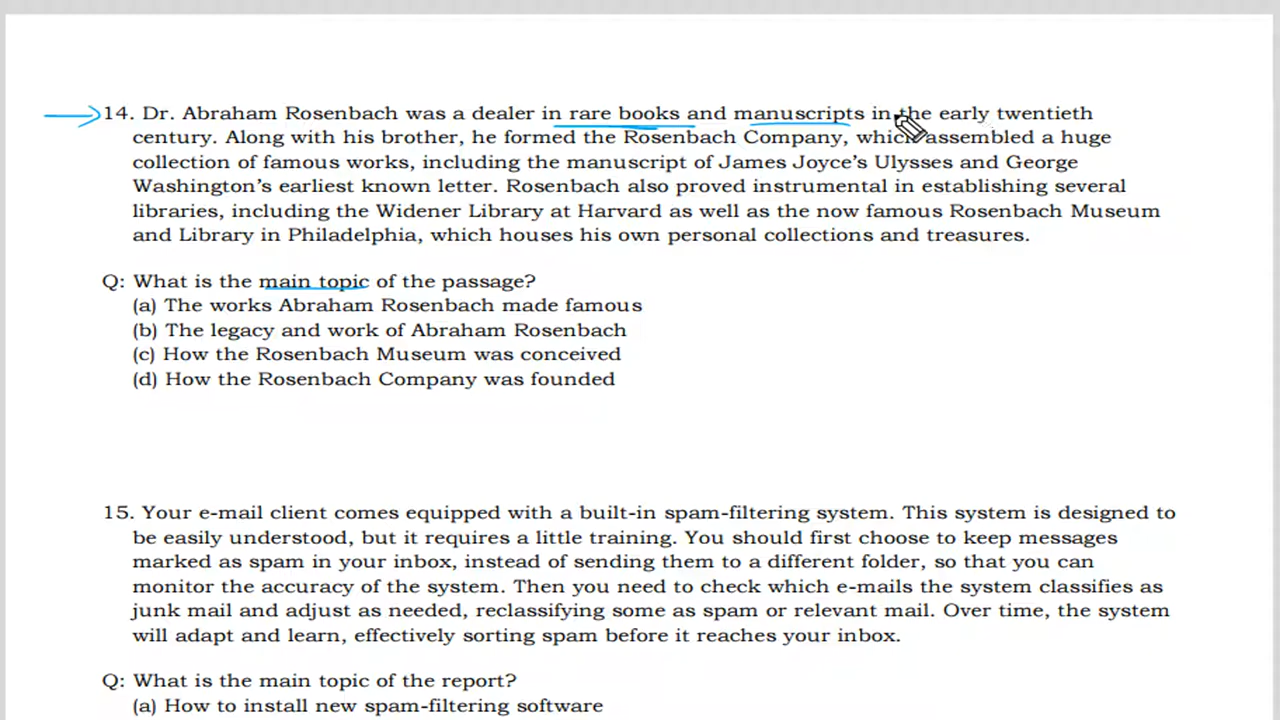 14. Dr. Abraham Rosenbach was a dealer in rare books and manuscripts in the early twentieth
century. Along with his brother, he formed the Rosenbach Company, which assembled a huge
collection of famous works, including the manuscript of James Joyce's Ulysses and George
Washington's earliest known letter. Rosenbach also proved instrumental in establishing several
libraries, including the Widener Library at Harvard as well as the now famous Rosenbach Museum
and Library in Philadelphia, which houses his own personal collections and treasures.
Q: What is the main topic of the passage?
(a) The works Abraham Rosenbach made famous
(b) The legacy and work of Abraham Rosenbach
(c) How the Rosenbach Museum was conceived
(d) How the Rosenbach Company was founded
15. Your e-mail client comes equipped with a built-in spam-filtering system. This system is designed to
be easily understood, but it requires a little training. You should first choose to keep messages
marked as spam in your inbox, instead of sending them to a different folder, so that you can
monitor the accuracy of the system. Then you need to check which e-mails the system classifies as
junk mail and adjust as needed, reclassifying some as spam or relevant mail. Over time, the system
will adapt and learn, effectively sorting spam before it reaches your inbox.
Q: What is the main topic of the report?
(a) How to install new spam-filtering software